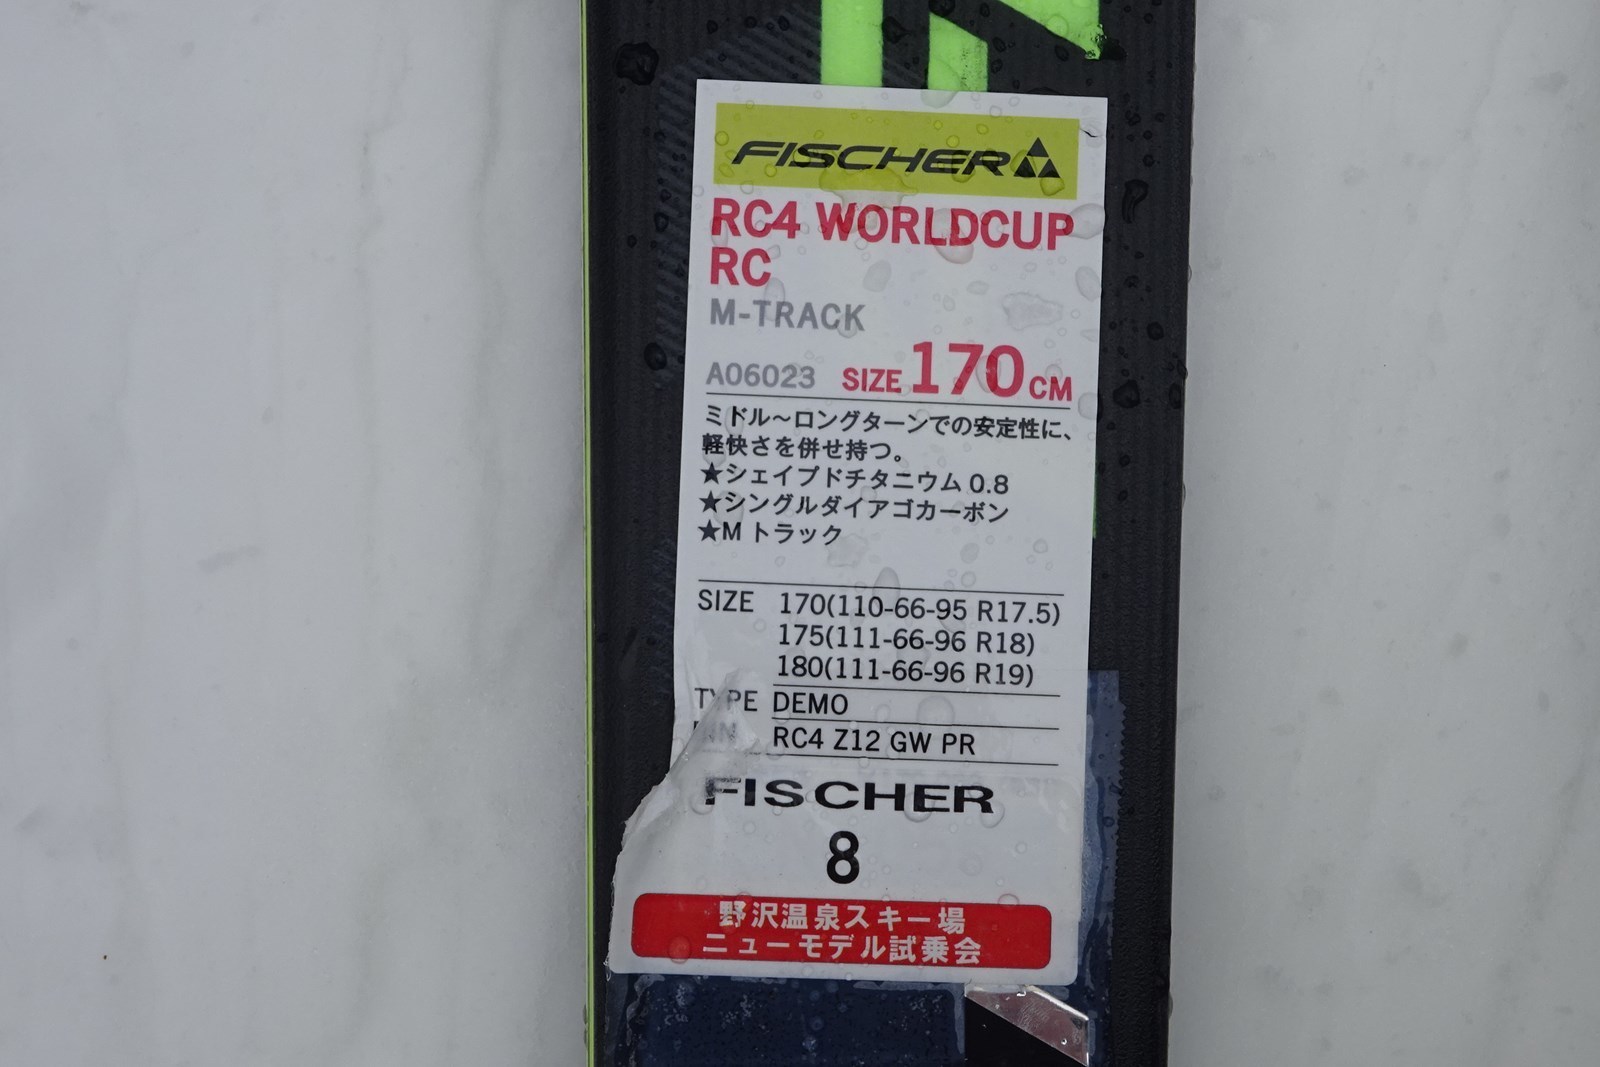 FISCHER
RC4 WORLDCUP
RC
M-TRACK
A06023 SIZE 170 CM
ミドル～ロングターンでの安定性に、
軽快さを併せ持つ。
★シェイプドチタニウム 0.8
★シングルダイアゴカーボン
★M トラック
SIZE 170(110-66-95 R17.5)
175(111-66-96 R18)
180(111-66-96 R19)
TYPE DEMO
RC4 Z12 GW PR
FISCHER
8
野沢温泉スキー場
ニューモデル試乗会